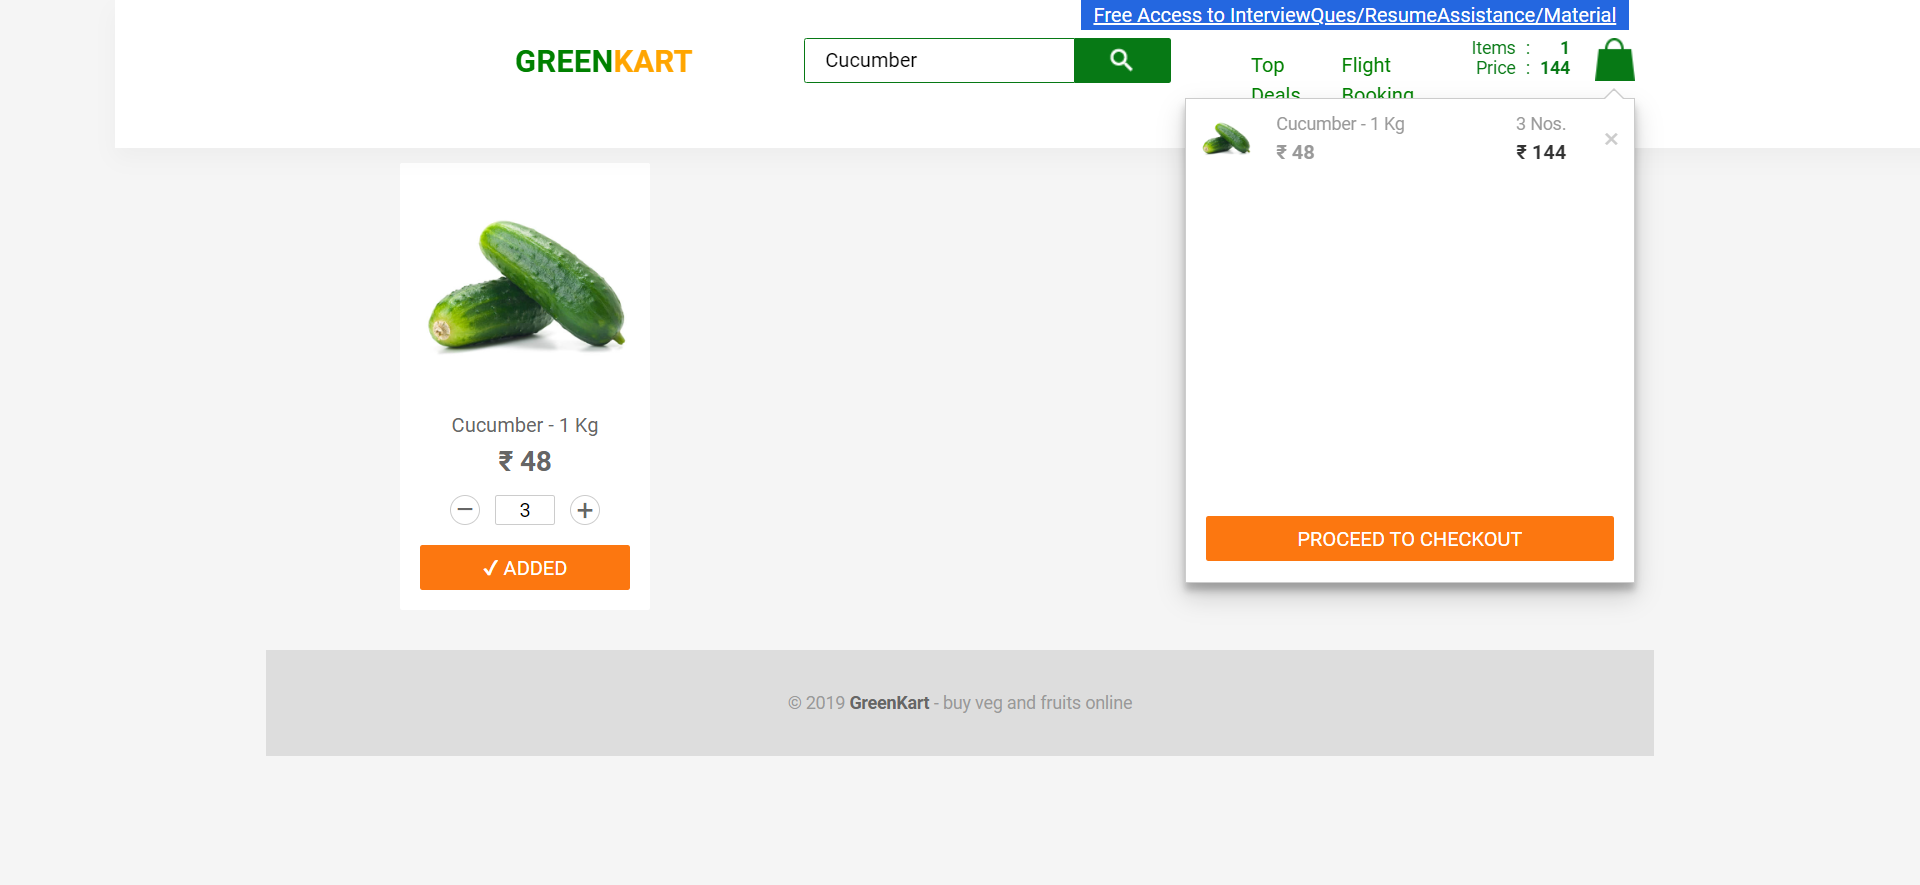 Free Access to InterviewQues/ResumeAssistance/Material
GREENKART
Cucumber
Top Deals
Flight Booking
Items : 1
Price : 144
Cucumber - 1 Kg
₹ 48
3 Nos.
₹ 144
×
PROCEED TO CHECKOUT
Cucumber - 1 Kg
₹ 48
− 3 +
✓ ADDED
© 2019 GreenKart - buy veg and fruits online